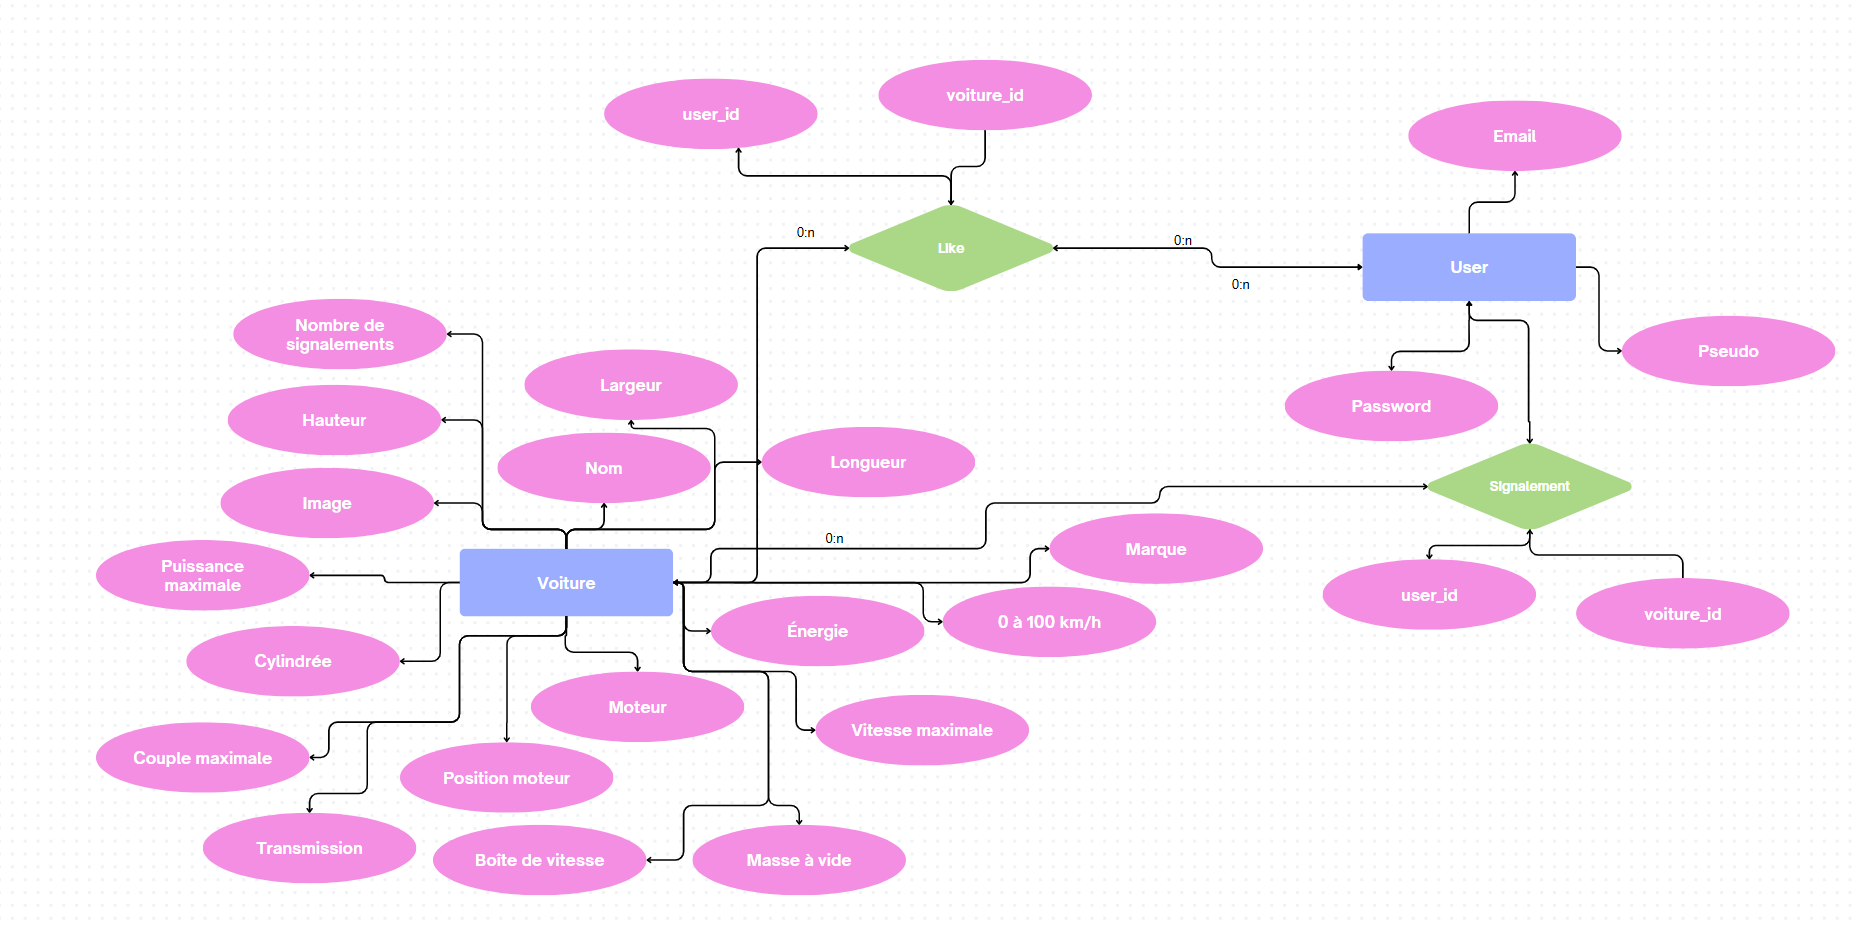 voiture_id
user_id
Email
0:n
0:n
Like
User
0:n
Nombre de
signalements
Pseudo
Largeur
Password
Hauteur
Longueur
Nom
Signalement
Image
0:n
Marque
Puissance
maximale
Voiture
user_id
voiture_id
0 à 100 km/h
Énergie
Cylindrée
Moteur
Vitesse maximale
Couple maximale
Position moteur
Transmission
Boîte de vitesse
Masse à vide